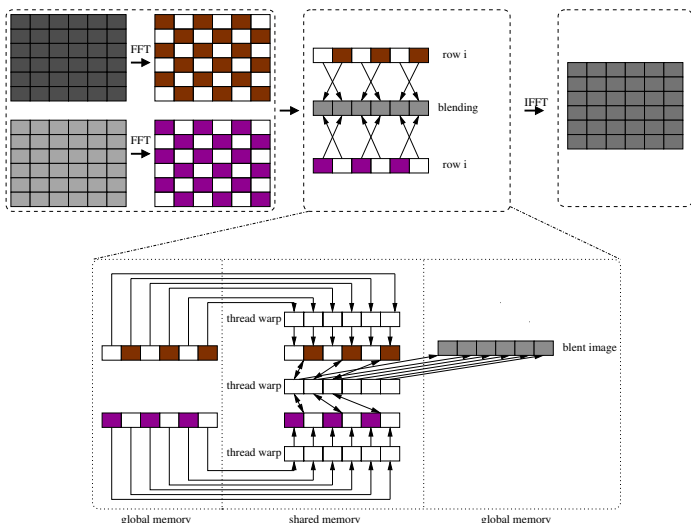 FFT
row i
blending
IFFT
FFT
row i
thread warp
blent image
thread warp
thread warp
global memory
shared memory
global memory